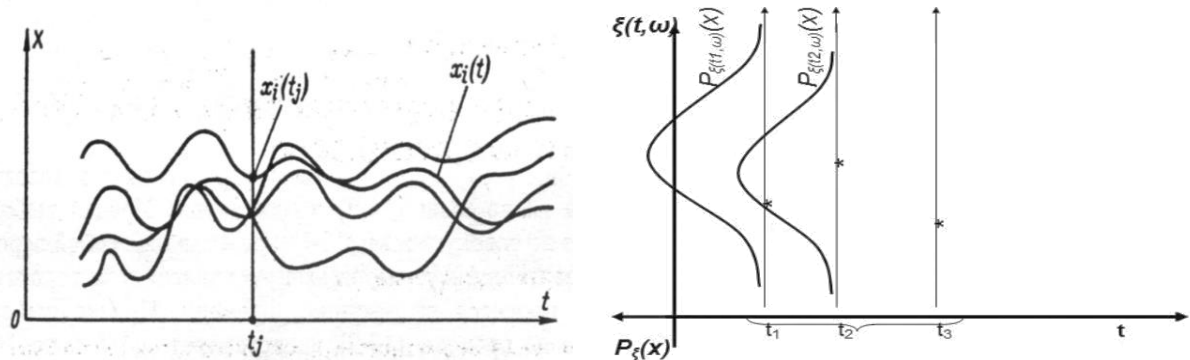 x
x_i(t_j)
x_i(t)
0
t_j
t
ξ(t,ω)
P_ξ(t1,ω)(x)
P_ξ(t2,ω)(x)
*
*
*
t₁
t₂
t₃
t
P_ξ(x)